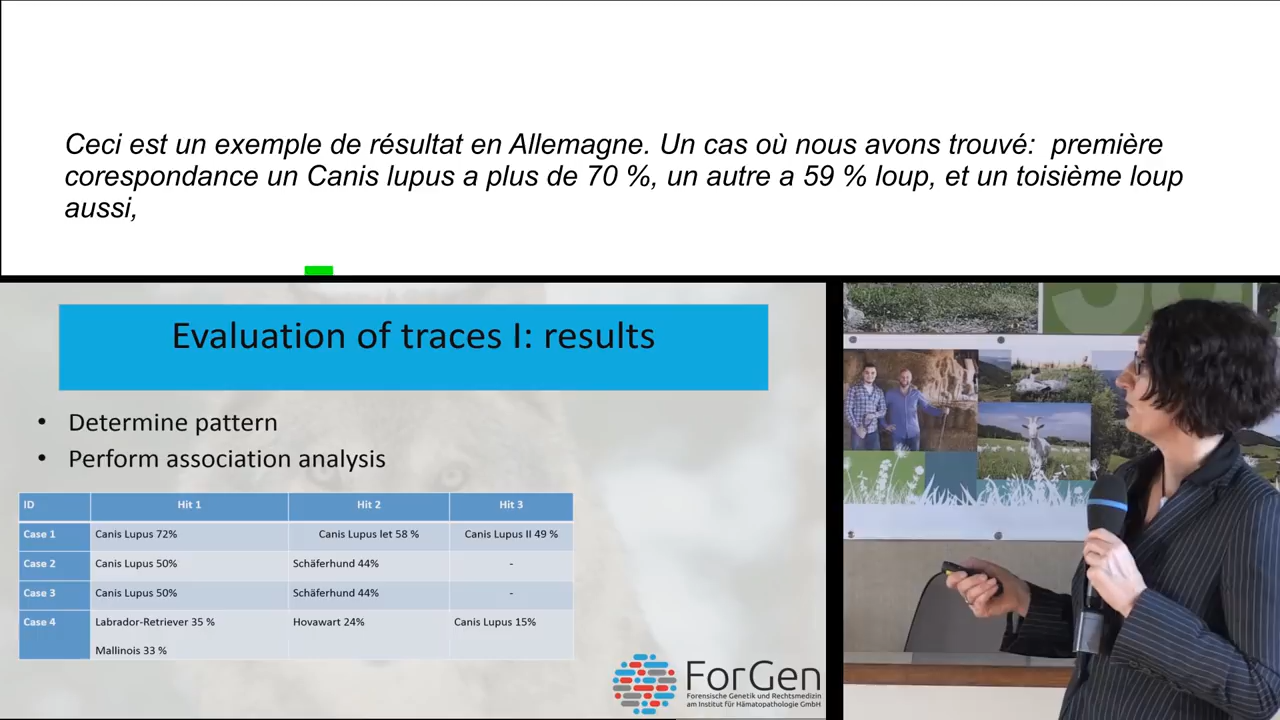 Ceci est un exemple de résultat en Allemagne. Un cas où nous avons trouvé:  première
corespondance un Canis lupus a plus de 70 %, un autre a 59 % loup, et un toisième loup
aussi,
Evaluation of traces I: results
• Determine pattern
• Perform association analysis
ID Hit 1 Hit 2 Hit 3
Case 1 Canis Lupus 72% Canis Lupus let 58 % Canis Lupus II 49 %
Case 2 Canis Lupus 50% Schäferhund 44% -
Case 3 Canis Lupus 50% Schäferhund 44% -
Case 4 Labrador-Retriever 35 % Hovawart 24% Canis Lupus 15%
Mallinois 33 %
ForGen
Forensische Genetik und Rechtsmedizin
am Institut für Hämatopathologie GmbH